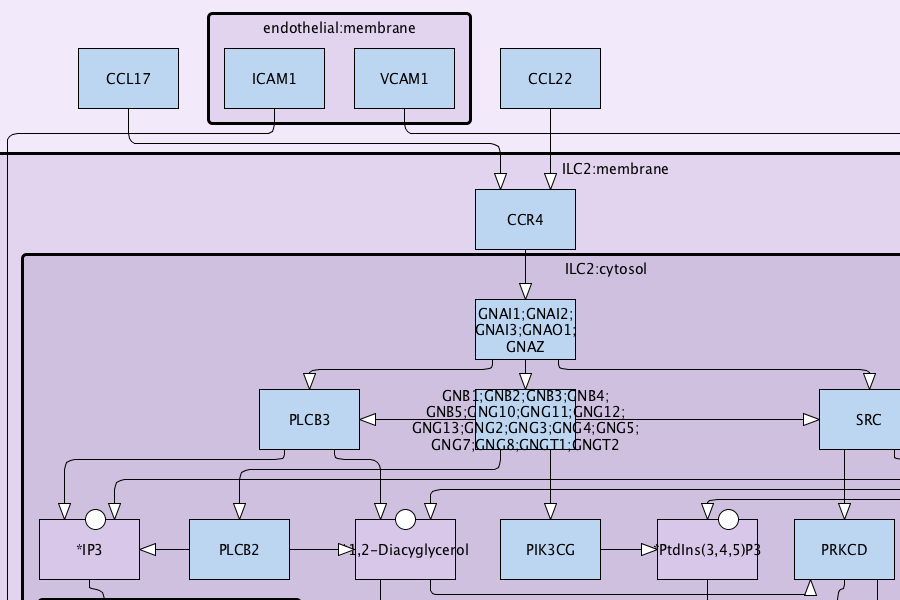 endothelial:membrane
CCL17
ICAM1
VCAM1
CCL22
ILC2:membrane
CCR4
ILC2:cytosol
GNAI1;GNAI2;
GNAI3;GNAO1;
GNAZ
PLCB3
GNB1;GNB2;GNB3;GNB4;
GNB5;GNG10;GNG11;GNG12;
GNG13;GNG2;GNG3;GNG4;GNG5;
GNG7;GNG8;GNGT1;GNGT2
SRC
*IP3
PLCB2
*1,2-Diacyglycerol
PIK3CG
*PtdIns(3,4,5)P3
PRKCD